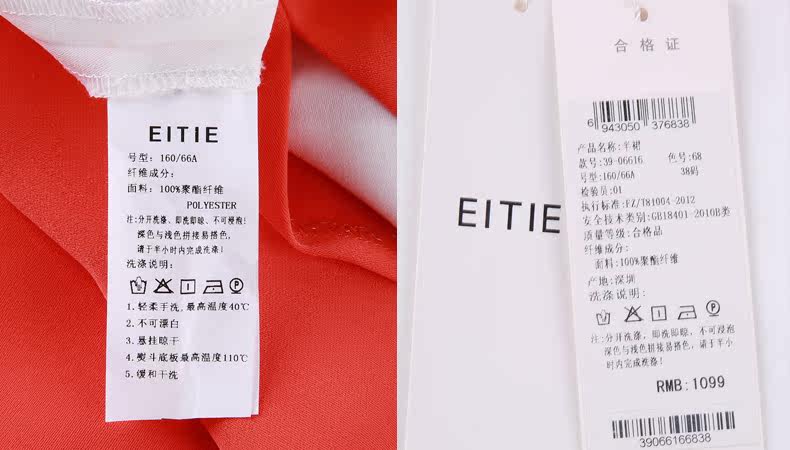 EITIE
号型: 160/66A
纤维成分:
面料: 100%聚酯纤维
POLYESTER
注:分开洗涤、即洗即晾、不可浸泡!
深色与浅色拼接易搭色,
请于半小时内完成洗涤!
洗涤说明:
1.轻柔手洗,最高温度40℃
2.不可漂白
3.悬挂晾干
4.熨斗底板最高温度110℃
5.缓和干洗
EITIE
合格证
6 943050 376838
产品名称:半裙
款号:39-06616 色号:68
号型:160/66A 38码
检验员:01
执行标准:FZ/T81004-2012
安全技术类别:GB18401-2010B类
质量等级:合格品
纤维成分:
面料:100%聚酯纤维
产地:深圳
洗涤说明:
注:分开洗涤, 即洗即晾, 不可浸泡
深色与浅色拼接易搭色, 请于半小
时内完成洗涤!
RMB:1099
39066166838